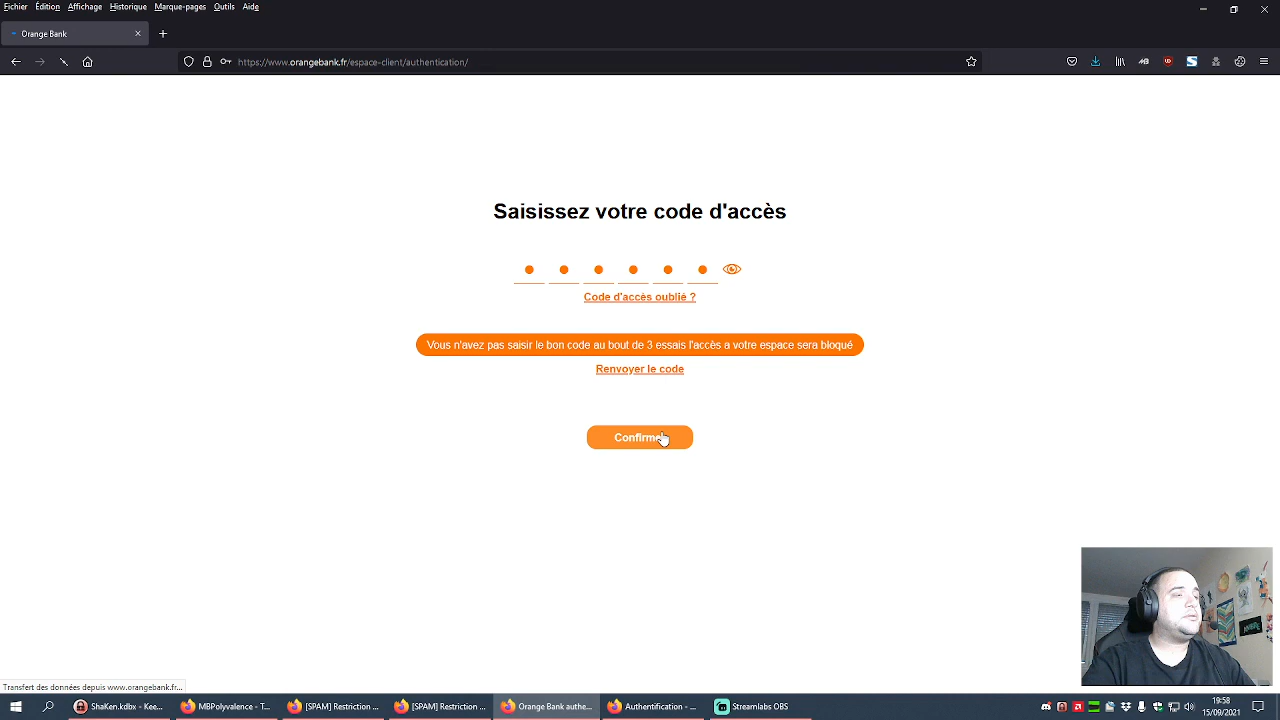 Fichier Édition Affichage Historique Marque-pages Outils Aide
Orange Bank
https://www.orangebank.fr/espace-client/authentication/
Saisissez votre code d'accès
Code d'accès oublié ?
Vous n'avez pas saisir le bon code au bout de 3 essais l'accès a votre espace sera bloqué
Renvoyer le code
Confirme
Transfert des données depuis www.orangebank.fr...
ShaKen.kdbx - Kee... MBPolyvalence - T... [SPAM] Restriction ... [SPAM] Restriction ... Orange Bank authe... Authentification - ... Streamlabs OBS
19:58
15/09/2021